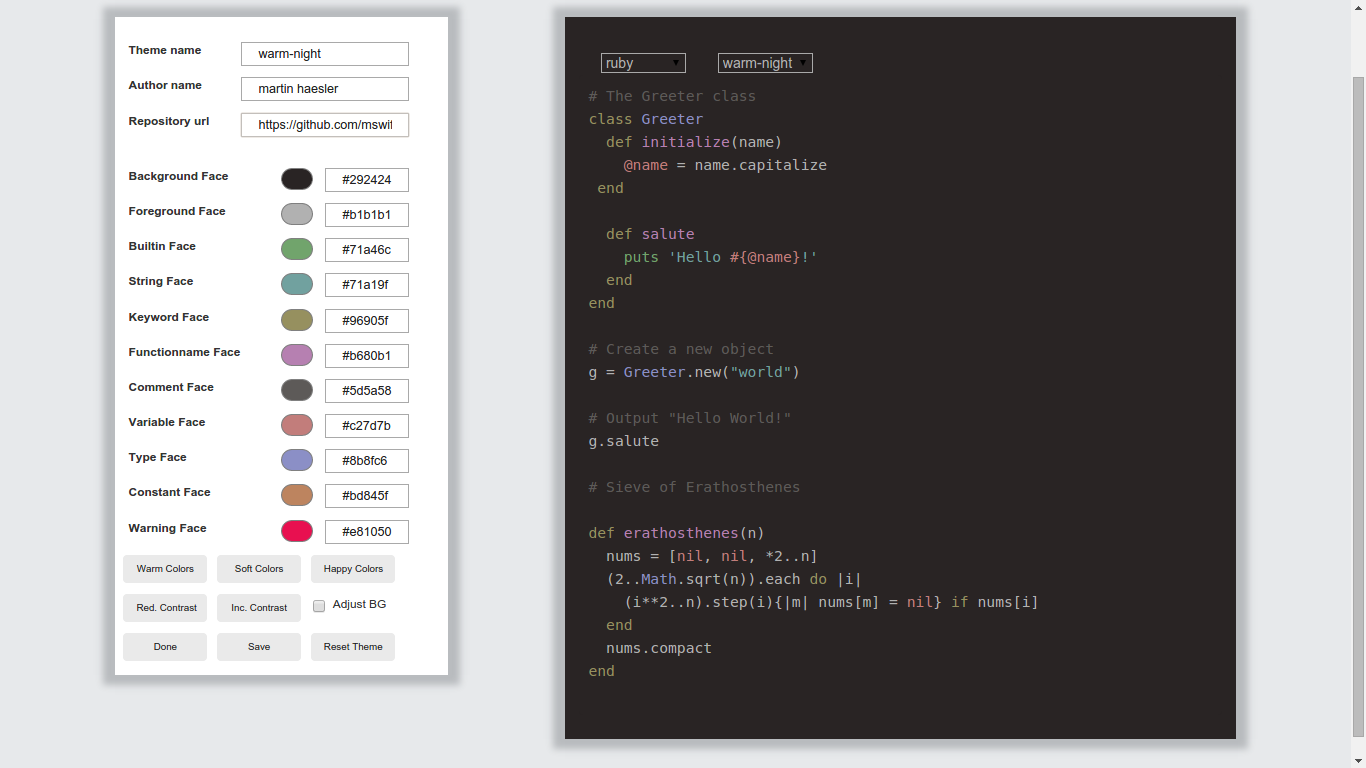 Theme name warm-night
Author name martin haesler
Repository url https://github.com/mswif
Background Face #292424
Foreground Face #b1b1b1
Builtin Face #71a46c
String Face #71a19f
Keyword Face #96905f
Functionname Face #b680b1
Comment Face #5d5a58
Variable Face #c27d7b
Type Face #8b8fc6
Constant Face #bd845f
Warning Face #e81050
Warm Colors Soft Colors Happy Colors
Red. Contrast Inc. Contrast Adjust BG
Done Save Reset Theme
ruby warm-night
# The Greeter class
class Greeter
  def initialize(name)
    @name = name.capitalize
 end
  def salute
    puts 'Hello #{@name}!'
  end
end
# Create a new object
g = Greeter.new("world")
# Output "Hello World!"
g.salute
# Sieve of Erathosthenes
def erathosthenes(n)
  nums = [nil, nil, *2..n]
  (2..Math.sqrt(n)).each do |i|
    (i**2..n).step(i){|m| nums[m] = nil} if nums[i]
  end
  nums.compact
end